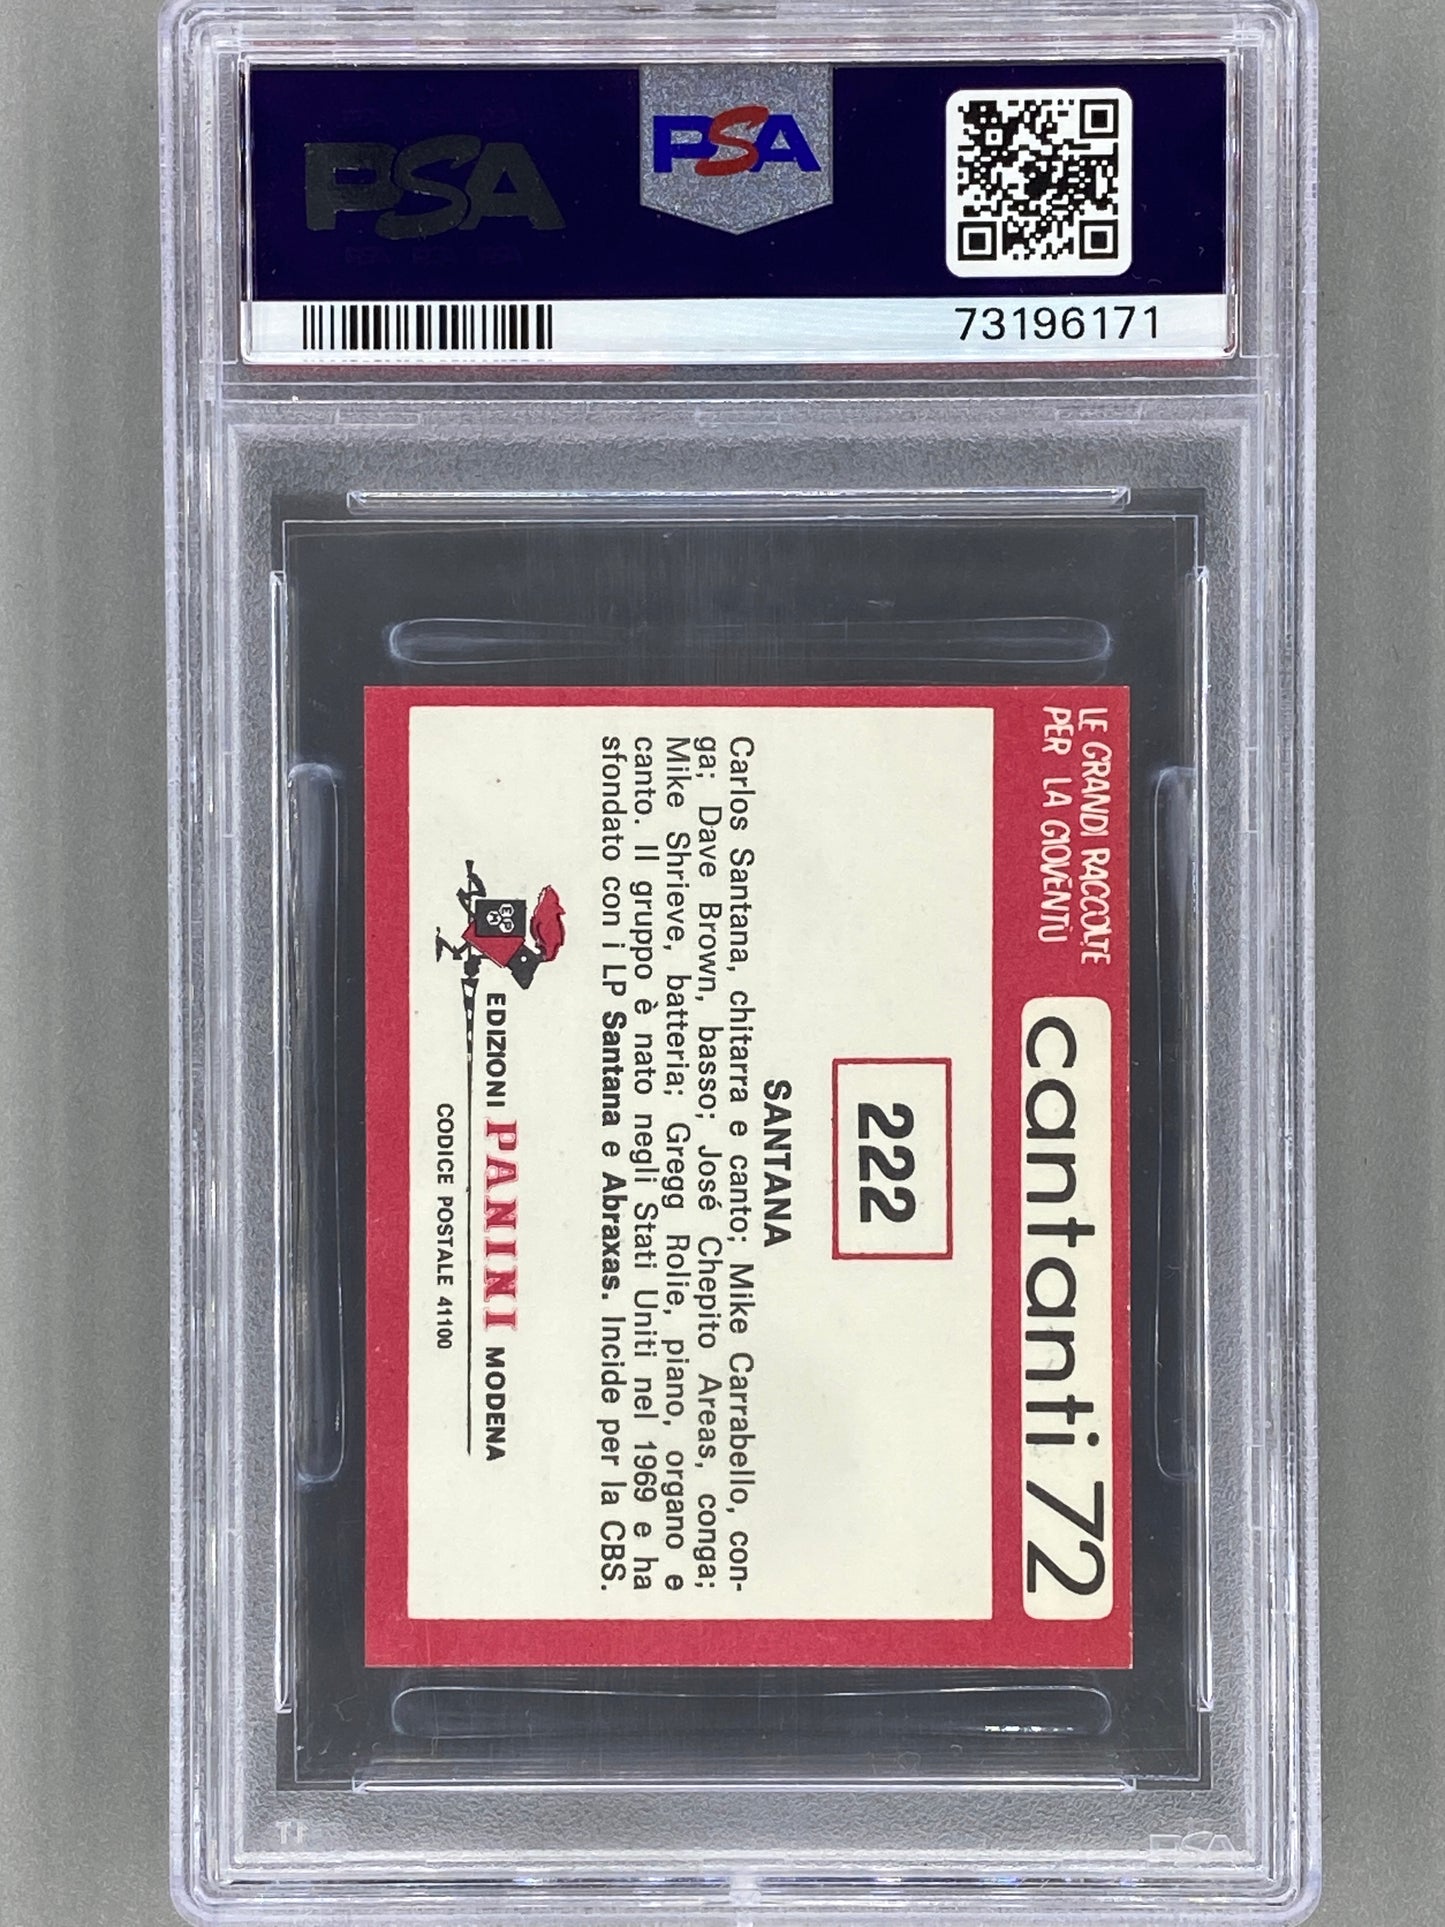 PSA
PSA
73196171
LE GRANDI RACCOLTE
PER LA GIOVENTÙ
cantanti 72
222
SANTANA
Carlos Santana, chitarra e canto; Mike Carrabello, con-
ga; Dave Brown, basso; José Chepito Areas, conga;
Mike Shrieve, batteria; Gregg Rolie, piano, organo e
canto. Il gruppo è nato negli Stati Uniti nel 1969 e ha
sfondato con i LP Santana e Abraxas. Incide per la CBS.
EPM
EDIZIONI PANINI MODENA
CODICE POSTALE 41100
PSA